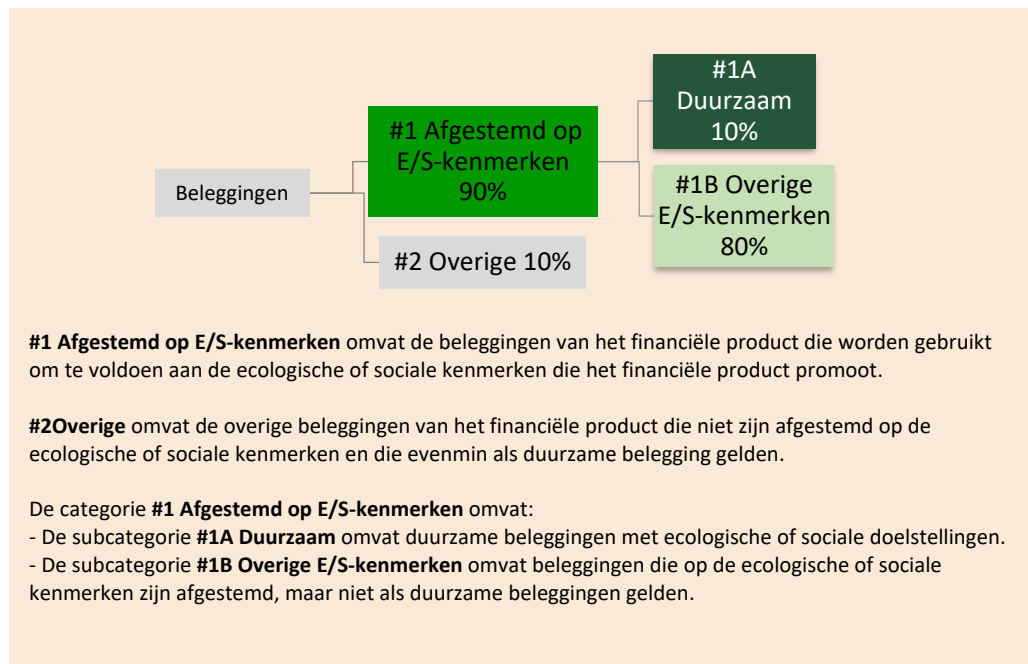 #1A
Duurzaam
10%
#1 Afgestemd op
E/S-kenmerken
90%
Beleggingen
#1B Overige
E/S-kenmerken
80%
#2 Overige 10%
#1 Afgestemd op E/S-kenmerken omvat de beleggingen van het financiële product die worden gebruikt
om te voldoen aan de ecologische of sociale kenmerken die het financiële product promoot.
#2Overige omvat de overige beleggingen van het financiële product die niet zijn afgestemd op de
ecologische of sociale kenmerken en die evenmin als duurzame belegging gelden.
De categorie #1 Afgestemd op E/S-kenmerken omvat:
- De subcategorie #1A Duurzaam omvat duurzame beleggingen met ecologische of sociale doelstellingen.
- De subcategorie #1B Overige E/S-kenmerken omvat beleggingen die op de ecologische of sociale
kenmerken zijn afgestemd, maar niet als duurzame beleggingen gelden.